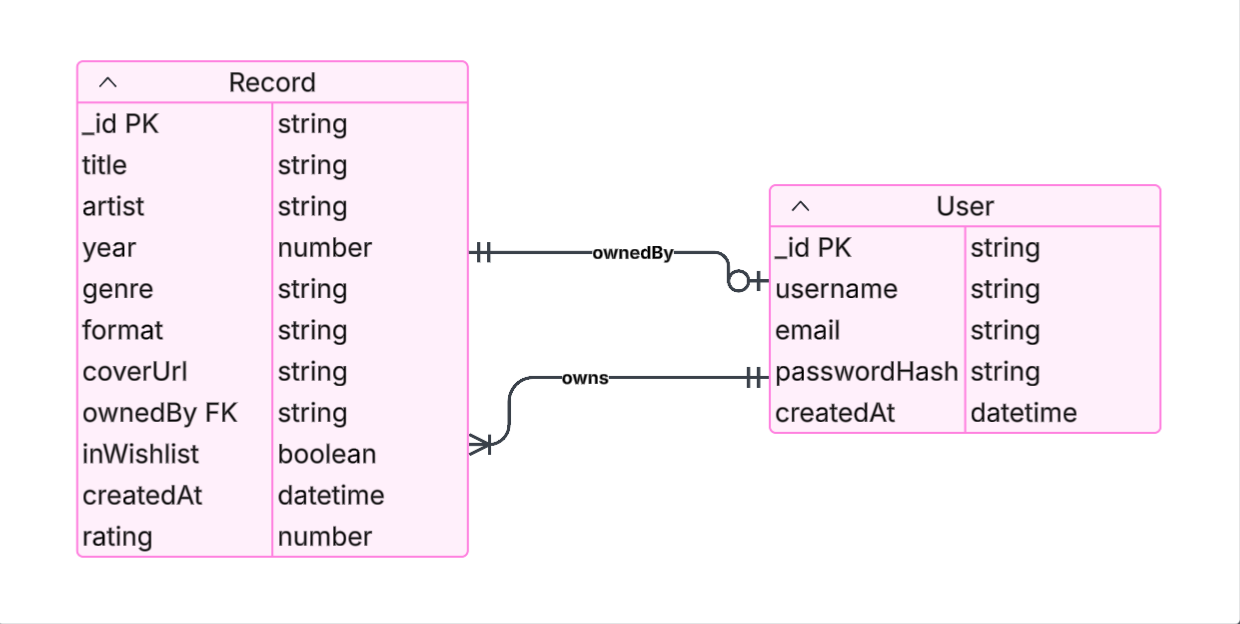 Record
_id PK string
title string
artist string
year number
genre string
format string
coverUrl string
ownedBy FK string
inWishlist boolean
createdAt datetime
rating number
ownedBy
owns
User
_id PK string
username string
email string
passwordHash string
createdAt datetime